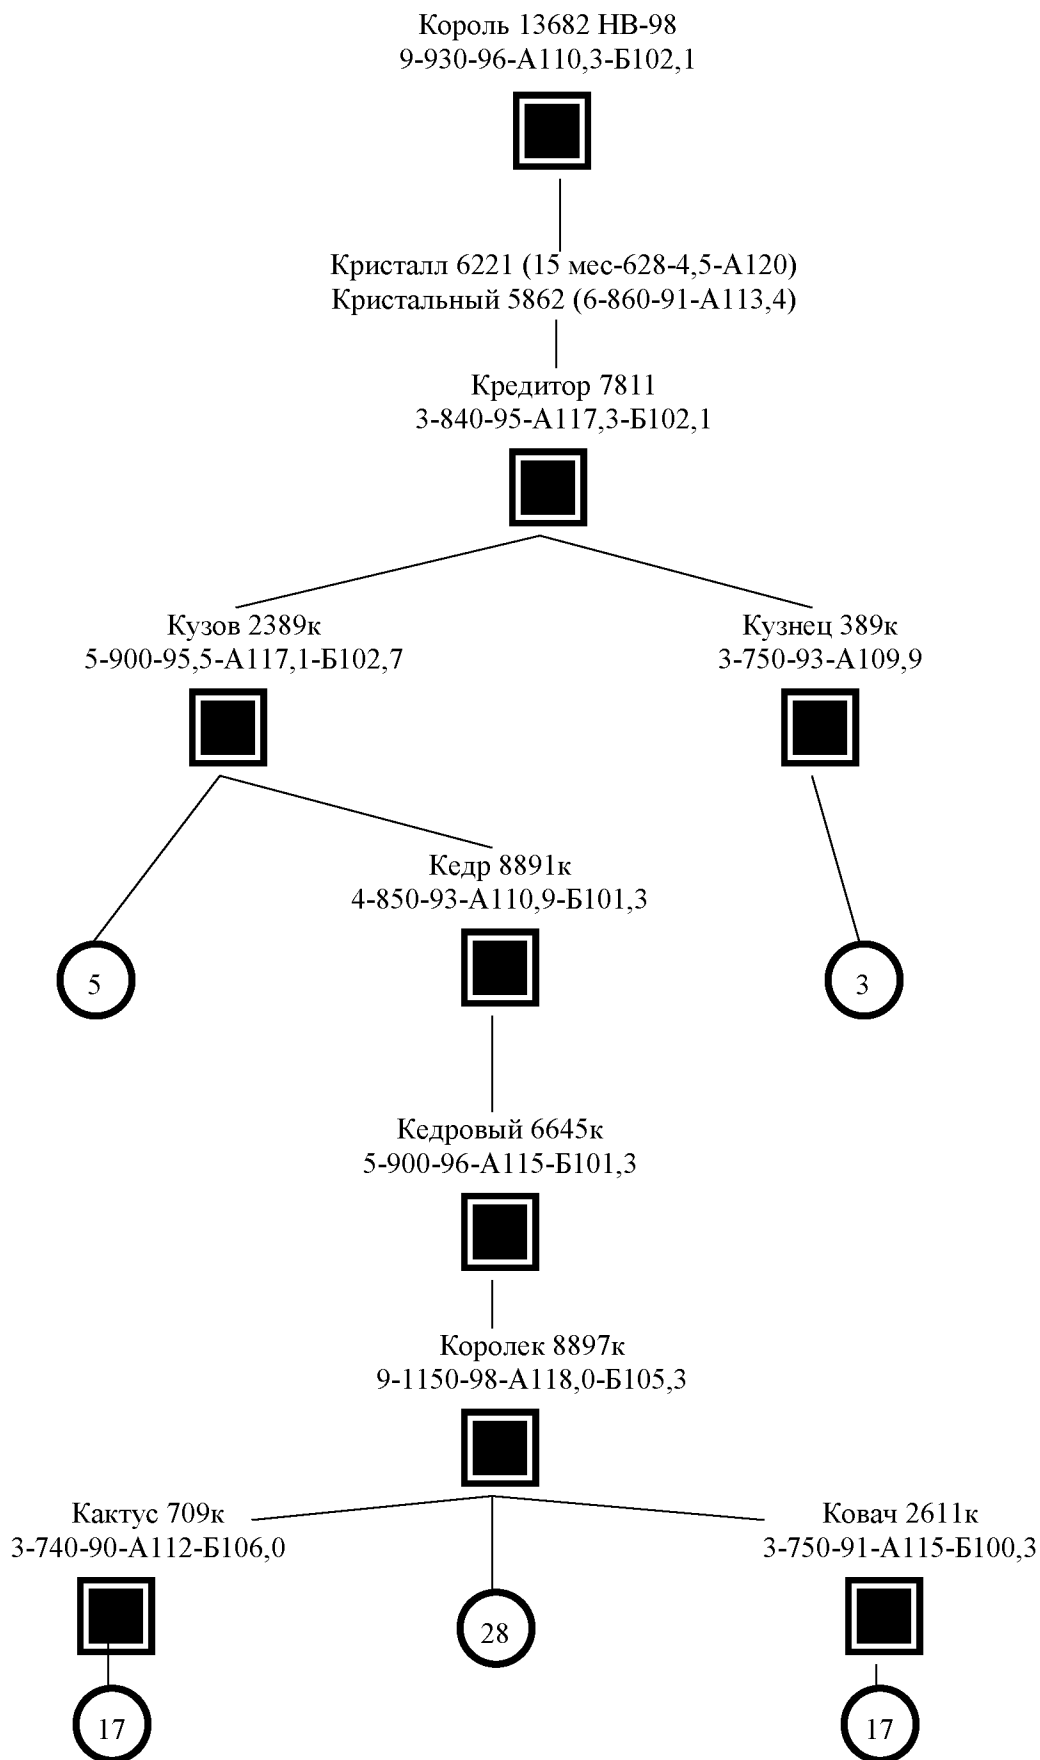 Король 13682 НВ-98
9-930-96-А110,3-Б102,1
Кристалл 6221 (15 мес-628-4,5-А120)
Кристальный 5862 (6-860-91-А113,4)
Кредитор 7811
3-840-95-А117,3-Б102,1
Кузов 2389к
5-900-95,5-А117,1-Б102,7
Кузнец 389к
3-750-93-А109,9
Кедр 8891к
4-850-93-А110,9-Б101,3
5
3
Кедровый 6645к
5-900-96-А115-Б101,3
Королек 8897к
9-1150-98-А118,0-Б105,3
Кактус 709к
3-740-90-А112-Б106,0
Ковач 2611к
3-750-91-А115-Б100,3
28
17
17